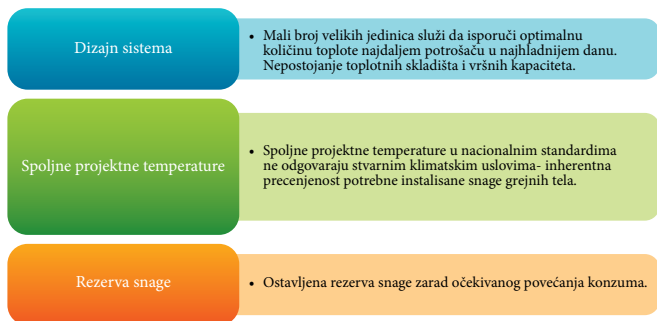 Dizajn sistema
• Mali broj velikih jedinica služi da isporuči optimalnu
količinu toplote najdaljem potrošaču u najhladnijem danu.
Nepostojanje toplotnih skladišta i vršnih kapaciteta.
Spoljne projektne temperature
• Spoljne projektne temperature u nacionalnim standardima
ne odgovaraju stvarnim klimatskim uslovima- inherentna
precenjenost potrebne instalisane snage grejnih tela.
Rezerva snage
• Ostavljena rezerva snage zarad očekivanog povećanja konzuma.